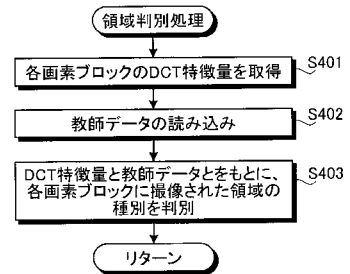 領域判別処理
各画素ブロックのDCT特徴量を取得
S401
教師データの読み込み
S402
DCT特徴量と教師データとをもとに、
各画素ブロックに撮像された領域の
種別を判別
S403
リターン